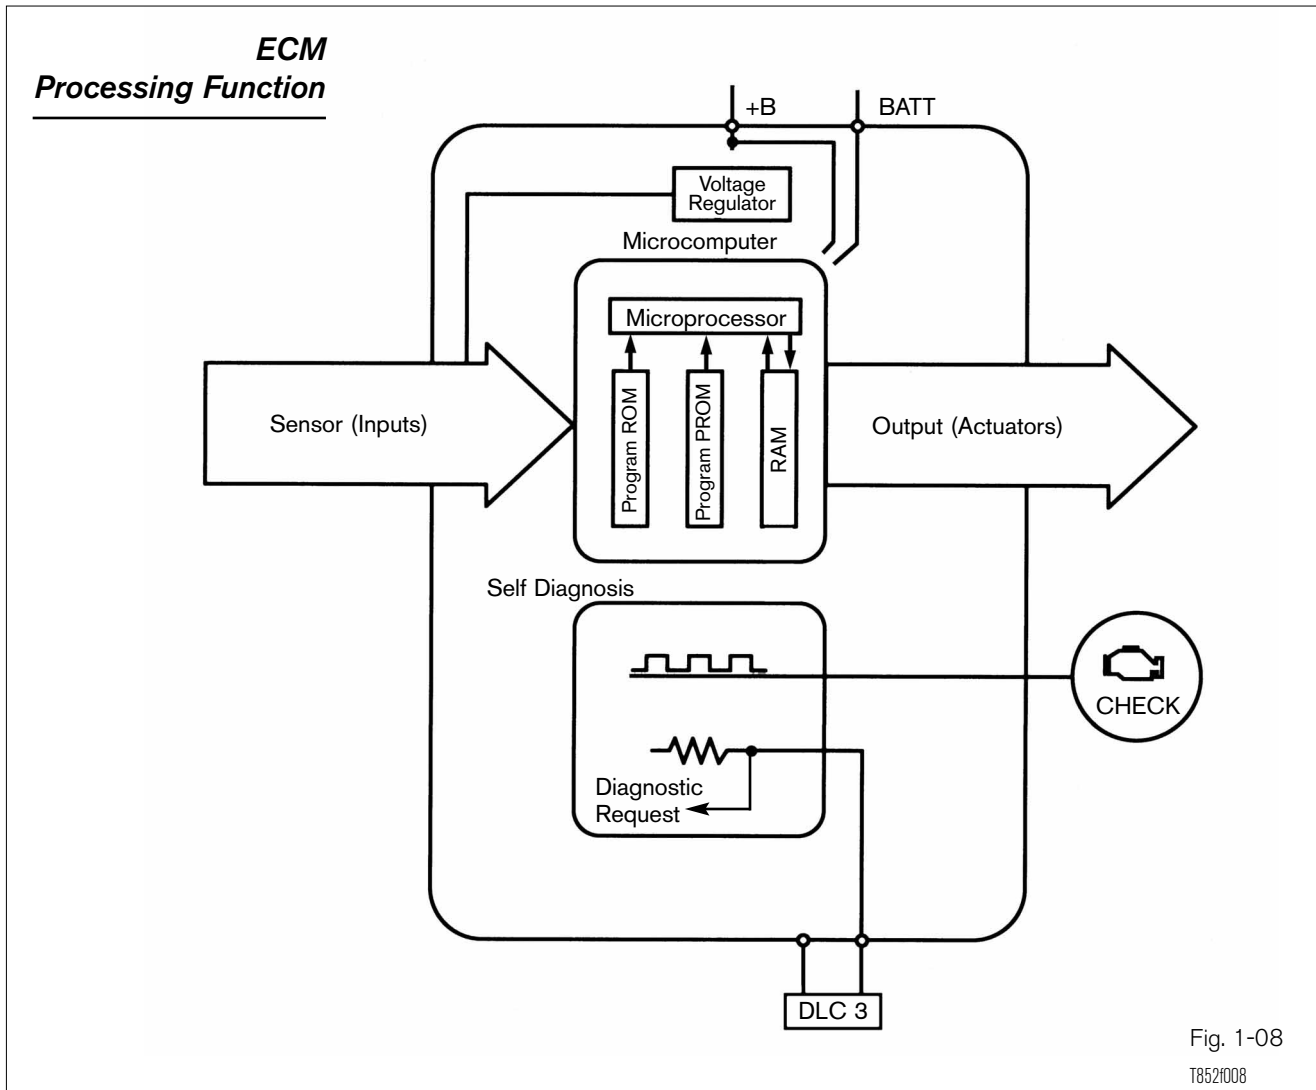 ECM
Processing Function
+B
BATT
Voltage
Regulator
Microcomputer
Microprocessor
Program ROM
Program PROM
RAM
Sensor (Inputs)
Output (Actuators)
Self Diagnosis
CHECK
Diagnostic
Request
DLC 3
Fig. 1-08
T852f008